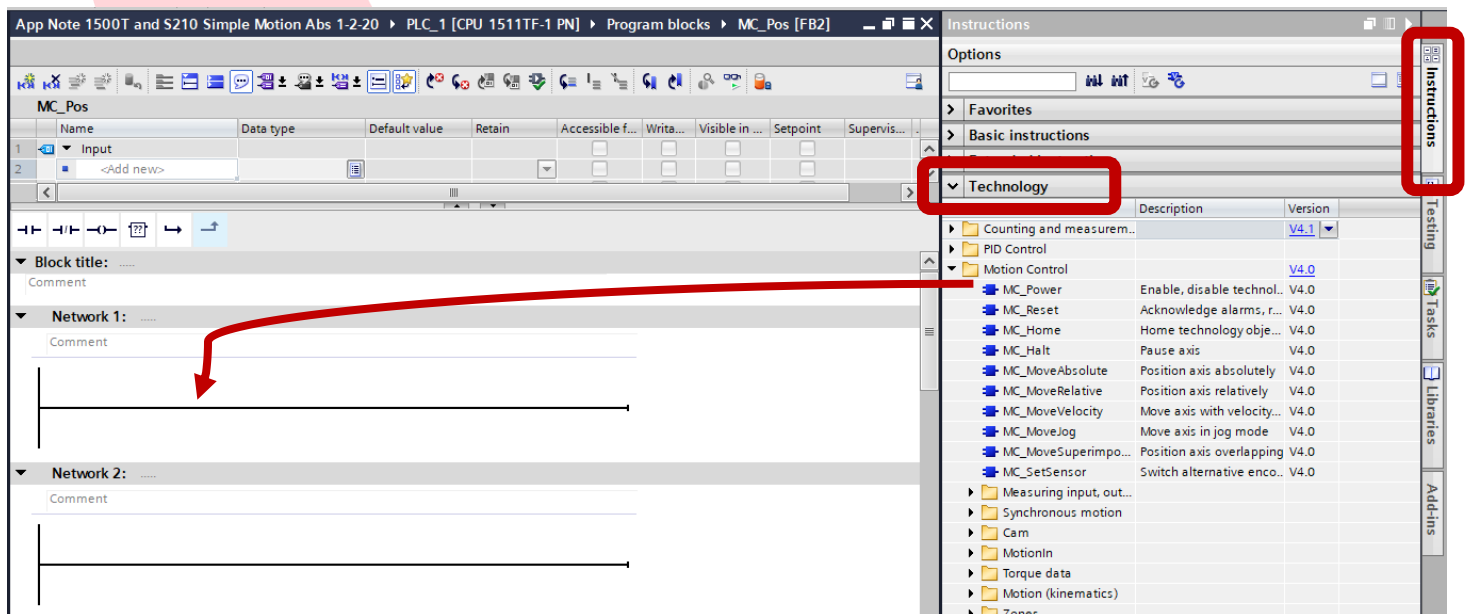 App Note 1500T and S210 Simple Motion Abs 1-2-20 ▸ PLC_1 [CPU 1511TF-1 PN] ▸ Program blocks ▸ MC_Pos [FB2]
MC_Pos
Name Data type Default value Retain Accessible f... Writa... Visible in ... Setpoint Supervis...
1 Input
2 <Add new>
??
Block title: .....
Comment
Network 1: .....
Comment
Network 2: .....
Comment
Instructions
Options
Favorites
Basic instructions
Technology
Description Version
Counting and measurem.. V4.1
PID Control
Motion Control V4.0
MC_Power Enable, disable technol.. V4.0
MC_Reset Acknowledge alarms, r... V4.0
MC_Home Home technology obje... V4.0
MC_Halt Pause axis V4.0
MC_MoveAbsolute Position axis absolutely V4.0
MC_MoveRelative Position axis relatively V4.0
MC_MoveVelocity Move axis with velocity... V4.0
MC_MoveJog Move axis in jog mode V4.0
MC_MoveSuperimpo... Position axis overlapping V4.0
MC_SetSensor Switch alternative enco.. V4.0
Measuring input, out...
Synchronous motion
Cam
MotionIn
Torque data
Motion (kinematics)
Zones
Instructions
Testing
Tasks
Libraries
Add-ins